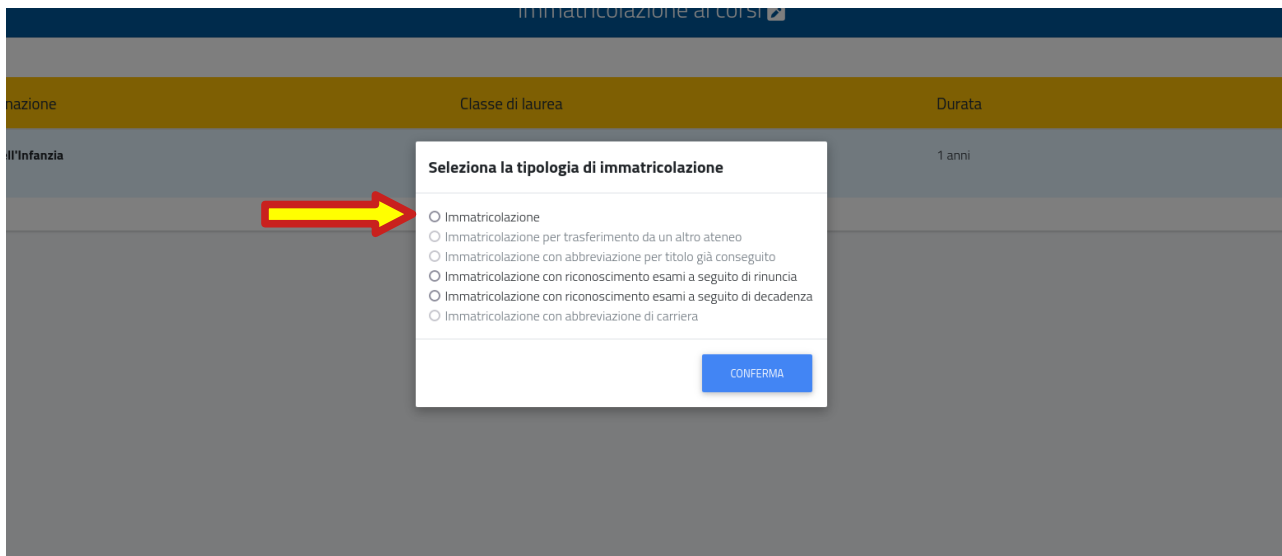 Immatricolazione ai corsi
Classe di laurea
Durata
ell'Infanzia
1 anni
Seleziona la tipologia di immatricolazione
Immatricolazione
Immatricolazione per trasferimento da un altro ateneo
Immatricolazione con abbreviazione per titolo già conseguito
Immatricolazione con riconoscimento esami a seguito di rinuncia
Immatricolazione con riconoscimento esami a seguito di decadenza
Immatricolazione con abbreviazione di carriera
CONFERMA